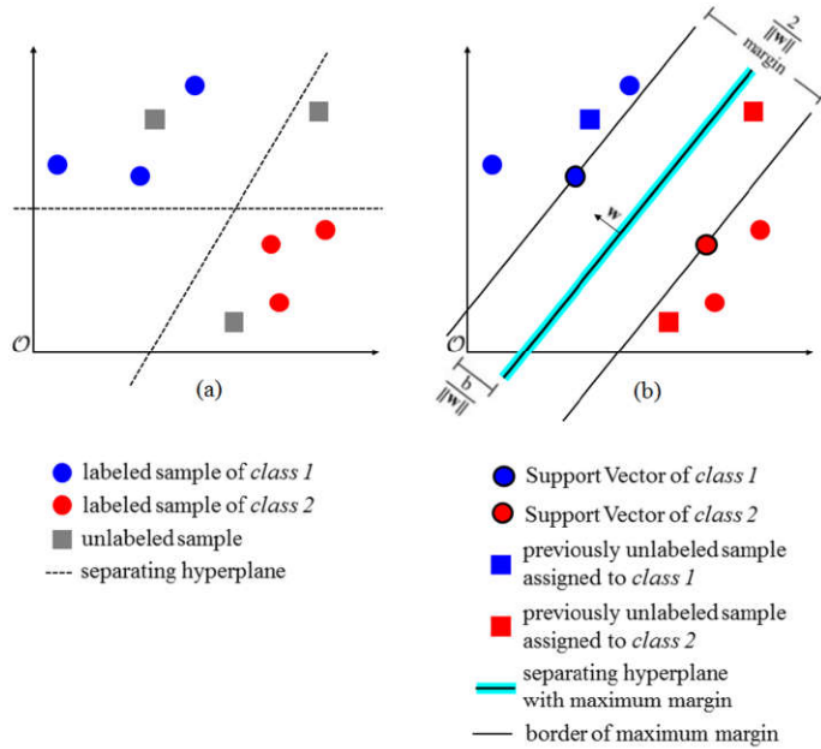 𝒪
(a)
labeled sample of class 1
labeled sample of class 2
unlabeled sample
separating hyperplane
2
‖w‖
margin
w
𝒪
b
‖w‖
(b)
Support Vector of class 1
Support Vector of class 2
previously unlabeled sample
assigned to class 1
previously unlabeled sample
assigned to class 2
separating hyperplane
with maximum margin
border of maximum margin